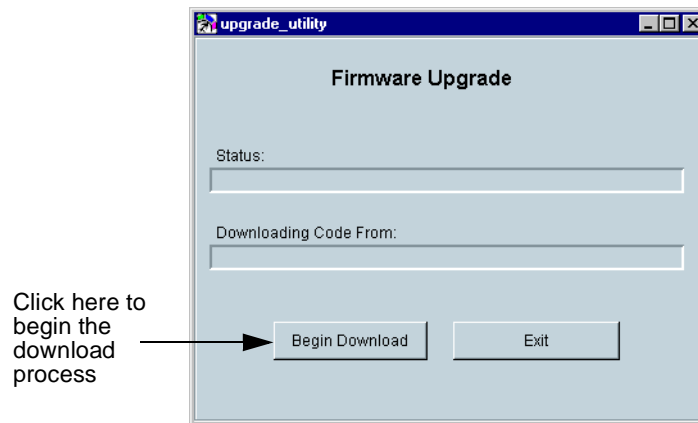 upgrade_utility
Firmware Upgrade
Status:
Downloading Code From:
Click here to
begin the
download
process
Begin Download
Exit